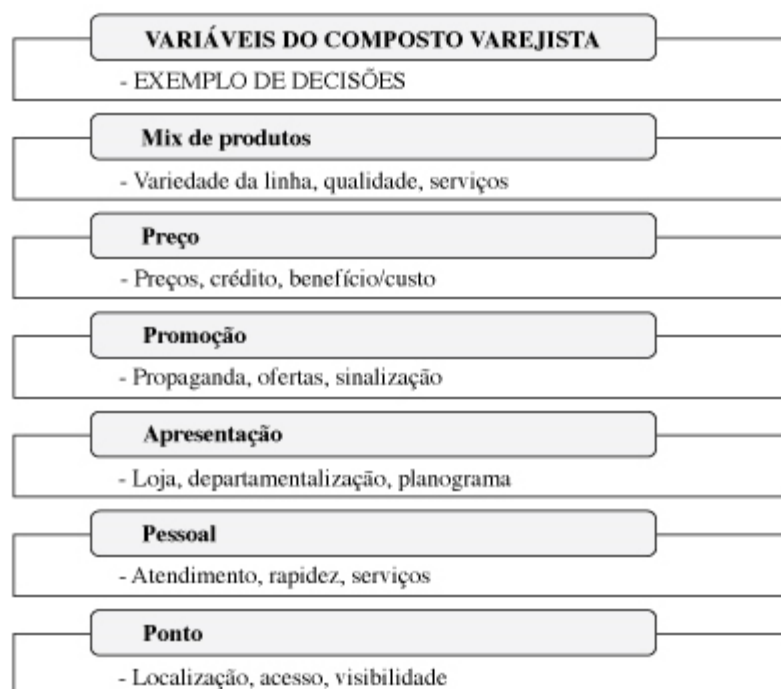 VARIÁVEIS DO COMPOSTO VAREJISTA
- EXEMPLO DE DECISÕES
Mix de produtos
- Variedade da linha, qualidade, serviços
Preço
- Preços, crédito, benefício/custo
Promoção
- Propaganda, ofertas, sinalização
Apresentação
- Loja, departamentalização, planograma
Pessoal
- Atendimento, rapidez, serviços
Ponto
- Localização, acesso, visibilidade